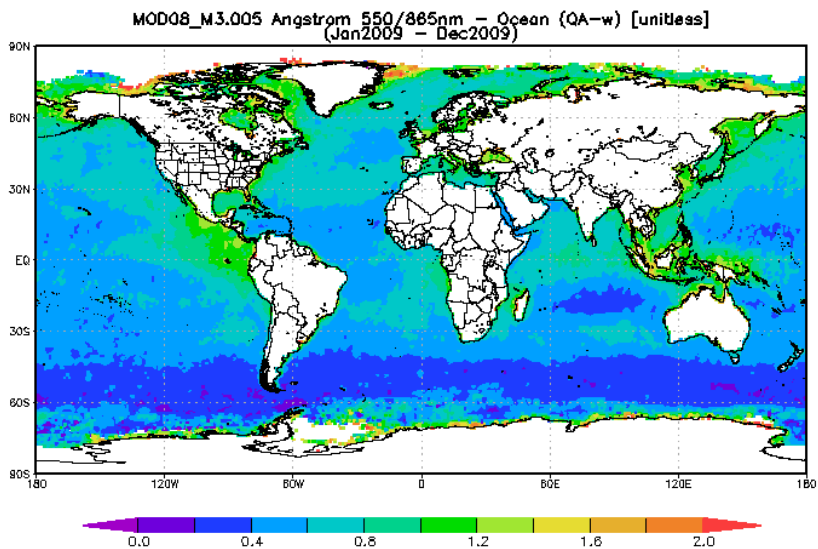 MOD08_M3.005 Angstrom 550/865nm - Ocean (QA-w) [unitless]
(Jan2009 - Dec2009)
90N
60N
30N
EQ
30S
60S
90S
180 120W 60W 0 60E 120E 180
0.0 0.4 0.8 1.2 1.6 2.0